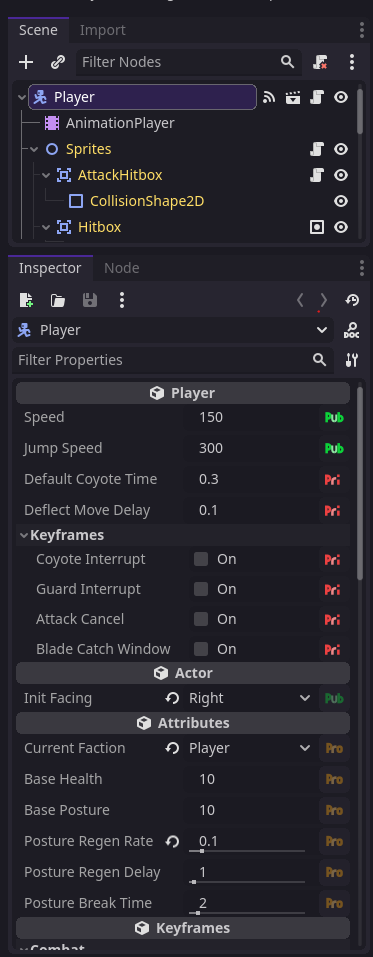 Scene Import
Filter Nodes
Player
AnimationPlayer
Sprites
AttackHitbox
CollisionShape2D
Hitbox
Inspector Node
Player DOC
Filter Properties
Player
Speed 150 Pub
Jump Speed 300 Pub
Default Coyote Time 0.3 Pri
Deflect Move Delay 0.1 Pri
Keyframes
Coyote Interrupt On Pri
Guard Interrupt On Pri
Attack Cancel On Pri
Blade Catch Window On Pri
Actor
Init Facing Right Pub
Attributes
Current Faction Player Pro
Base Health 10 Pro
Base Posture 10 Pro
Posture Regen Rate 0.1 Pro
Posture Regen Delay 1 Pro
Posture Break Time 2 Pro
Keyframes
Combat